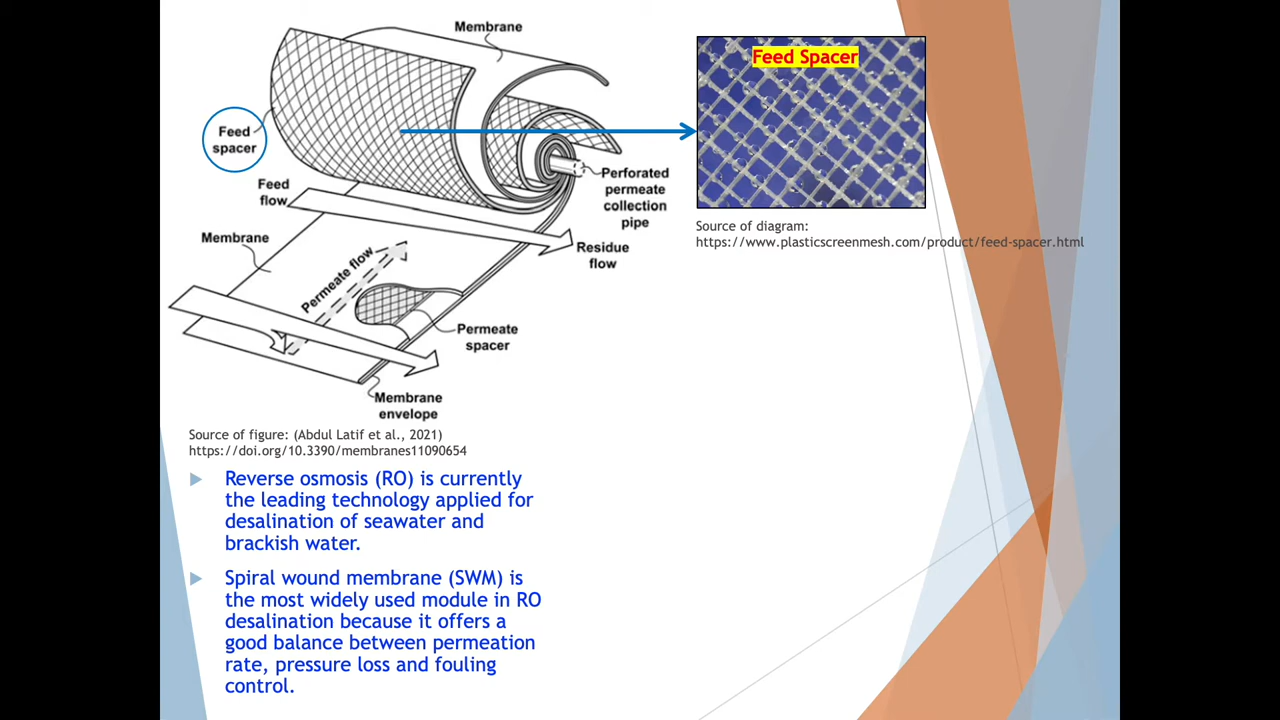 Membrane
Feed
spacer
Feed
flow
Membrane
Permeate flow
Perforated
permeate
collection
pipe
Residue
flow
Permeate
spacer
Membrane
envelope
Feed Spacer
Source of diagram:
https://www.plasticscreenmesh.com/product/feed-spacer.html
Source of figure: (Abdul Latif et al., 2021)
https://doi.org/10.3390/membranes11090654
Reverse osmosis (RO) is currently
the leading technology applied for
desalination of seawater and
brackish water.
Spiral wound membrane (SWM) is
the most widely used module in RO
desalination because it offers a
good balance between permeation
rate, pressure loss and fouling
control.